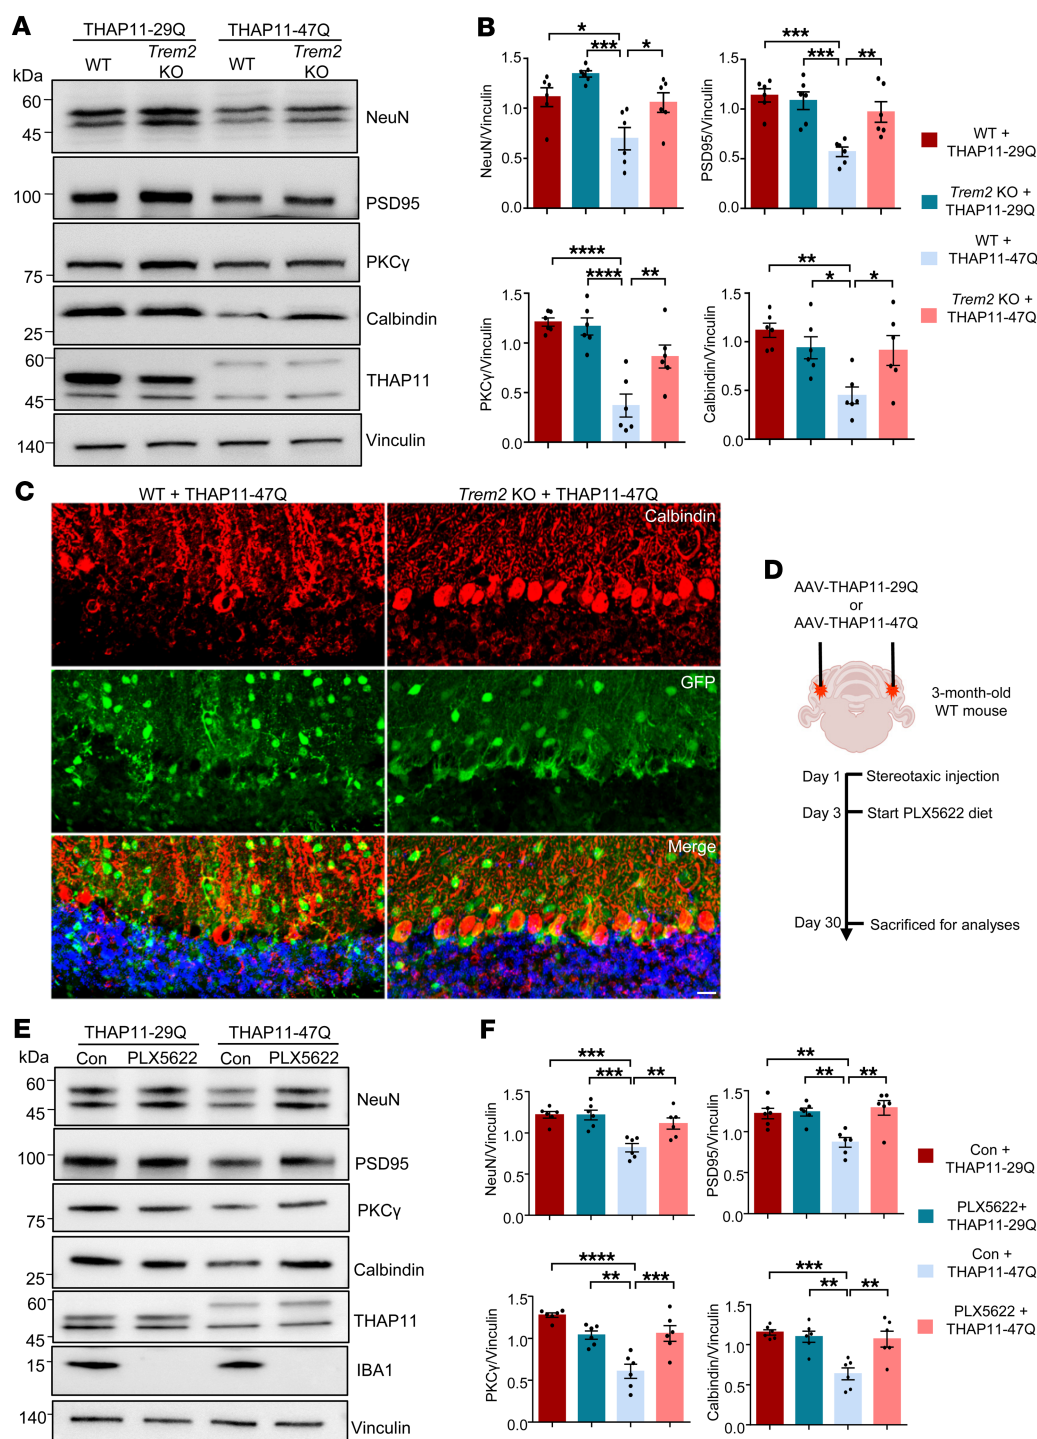 A
THAP11-29Q THAP11-47Q
WT Trem2 KO WT Trem2 KO
kDa
60
45
NeuN
100
PSD95
75
PKCγ
25
Calbindin
60
45
THAP11
140
Vinculin
B
NeuN/Vinculin
1.5
1.0
0.5
0.0
* *** *
PSD95/Vinculin
1.5
1.0
0.5
0.0
*** *** **
PKCγ/Vinculin
1.5
1.0
0.5
0.0
**** **** **
Calbindin/Vinculin
1.5
1.0
0.5
0.0
** * *
WT +
THAP11-29Q
Trem2 KO +
THAP11-29Q
WT +
THAP11-47Q
Trem2 KO +
THAP11-47Q
C
WT + THAP11-47Q Trem2 KO + THAP11-47Q
Calbindin
GFP
Merge
D
AAV-THAP11-29Q
or
AAV-THAP11-47Q
3-month-old
WT mouse
Day 1 Stereotaxic injection
Day 3 Start PLX5622 diet
Day 30 Sacrificed for analyses
E
THAP11-29Q THAP11-47Q
kDa Con PLX5622 Con PLX5622
60
45
NeuN
100
PSD95
75
PKCγ
25
Calbindin
60
45
THAP11
15
IBA1
140
Vinculin
F
NeuN/vinculin
1.5
1.0
0.5
0.0
*** *** **
PSD95/Vinculin
1.5
1.0
0.5
0.0
** ** **
PKCγ/Vinculin
1.5
1.0
0.5
0.0
**** ** ***
Calbindin/Vinculin
1.5
1.0
0.5
0.0
*** ** **
Con +
THAP11-29Q
PLX5622+
THAP11-29Q
Con +
THAP11-47Q
PLX5622 +
THAP11-47Q